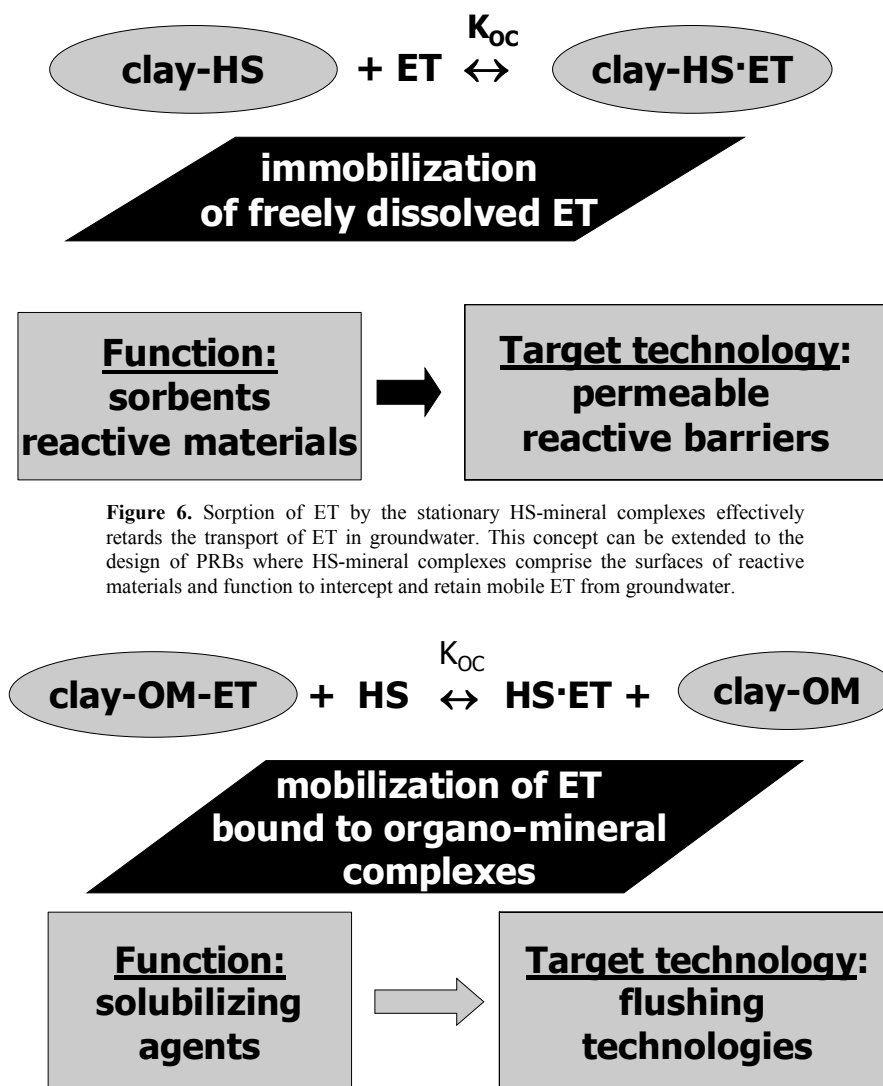 K_OC
clay-HS + ET ↔ clay-HS·ET
immobilization
of freely dissolved ET
Function:
sorbents
reactive materials
Target technology:
permeable
reactive barriers
Figure 6. Sorption of ET by the stationary HS-mineral complexes effectively
retards the transport of ET in groundwater. This concept can be extended to the
design of PRBs where HS-mineral complexes comprise the surfaces of reactive
materials and function to intercept and retain mobile ET from groundwater.
K_OC
clay-OM-ET + HS ↔ HS·ET + clay-OM
mobilization of ET
bound to organo-mineral
complexes
Function:
solubilizing
agents
Target technology:
flushing
technologies